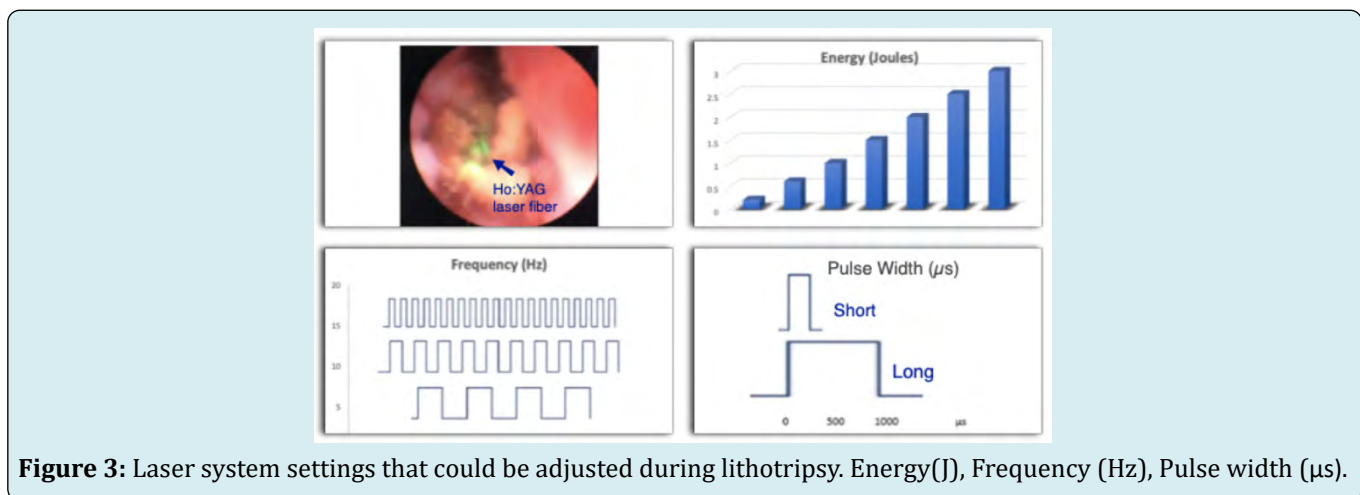 Ho:YAG
laser fiber
Energy (Joules)
3
2.5
2
1.5
1
0.5
0
Frequency (Hz)
20
15
10
5
Pulse Width (µs)
Short
Long
0 500 1000 µs
Figure 3: Laser system settings that could be adjusted during lithotripsy. Energy(J), Frequency (Hz), Pulse width (µs).